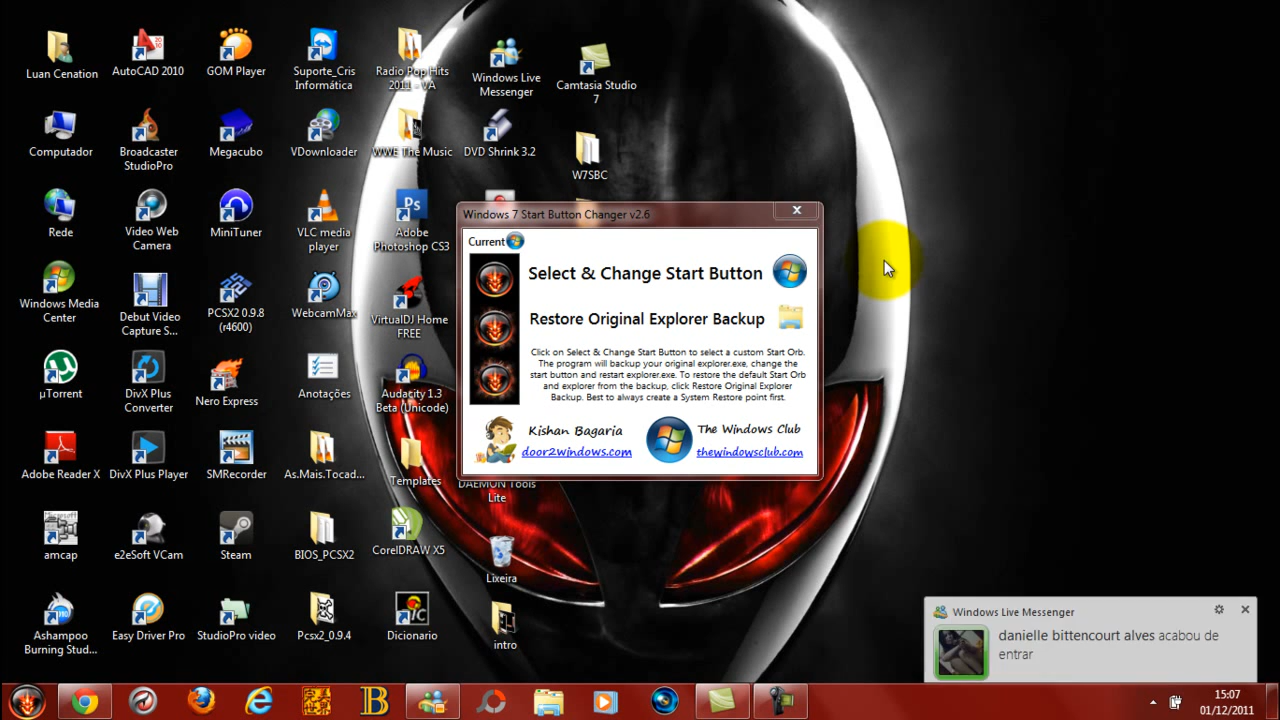 Luan Cenation
AutoCAD 2010
GOM Player
Suporte_Cris
Informática
Radio Pop Hits
2011 - VA
Windows Live
Messenger
Camtasia Studio
7
Computador
Broadcaster
StudioPro
Megacubo
VDownloader
WWE The Music
DVD Shrink 3.2
W7SBC
Rede
Video Web
Camera
MiniTuner
VLC media
player
Ps
Adobe
Photoshop CS3
Windows Media
Center
Debut Video
Capture S...
PCSX2 0.9.8
(r4600)
WebcamMax
VirtualDJ Home
FREE
µTorrent
DivX Plus
Converter
Nero Express
Anotações
Audacity 1.3
Beta (Unicode)
Adobe Reader X
DivX Plus Player
SMRecorder
As.Mais.Tocad...
Templates
DAEMON Tools
Lite
amcap
e2eSoft VCam
Steam
BIOS_PCSX2
CorelDRAW X5
Lixeira
Ashampoo
Burning Stud...
Easy Driver Pro
StudioPro video
Pcsx2_0.9.4
Dicionario
intro
Windows 7 Start Button Changer v2.6
Current
Select & Change Start Button
Restore Original Explorer Backup
Click on Select & Change Start Button to select a custom Start Orb.
The program will backup your original explorer.exe, change the
start button and restart explorer.exe. To restore the default Start Orb
and explorer from the backup, click Restore Original Explorer
Backup. Best to always create a System Restore point first.
Kishan Bagaria
door2windows.com
The Windows Club
thewindowsclub.com
Windows Live Messenger
danielle bittencourt alves acabou de
entrar
15:07
01/12/2011